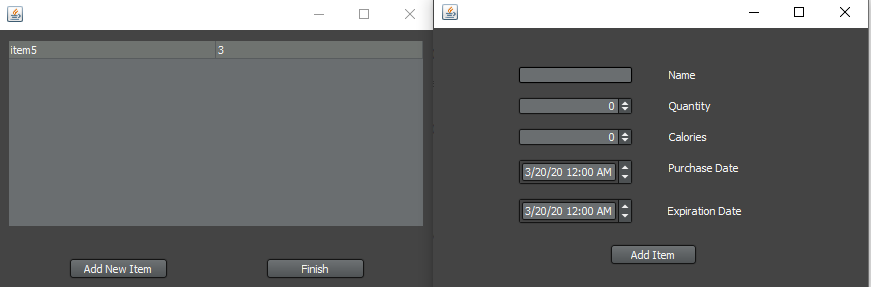 item5 3
Add New Item Finish
Name
0 Quantity
0 Calories
3/20/20 12:00 AM Purchase Date
3/20/20 12:00 AM Expiration Date
Add Item